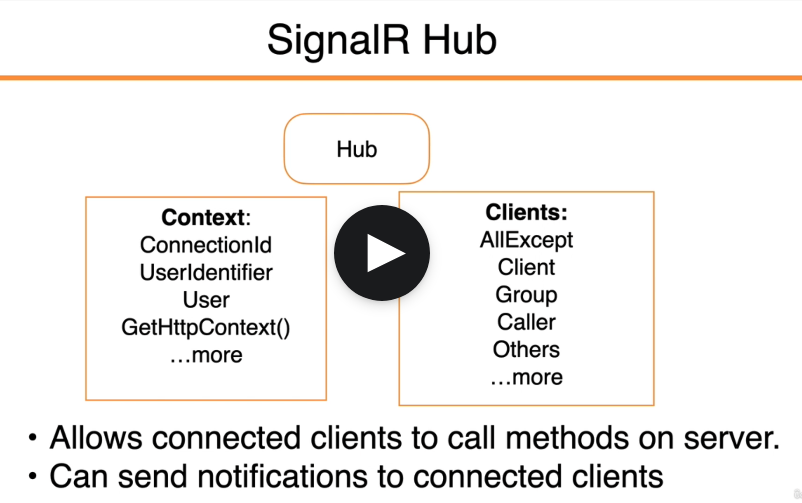 SignalR Hub
Hub
Context:
ConnectionId
UserIdentifier
User
GetHttpContext()
...more
Clients:
AllExcept
Client
Group
Caller
Others
...more
• Allows connected clients to call methods on server.
• Can send notifications to connected clients